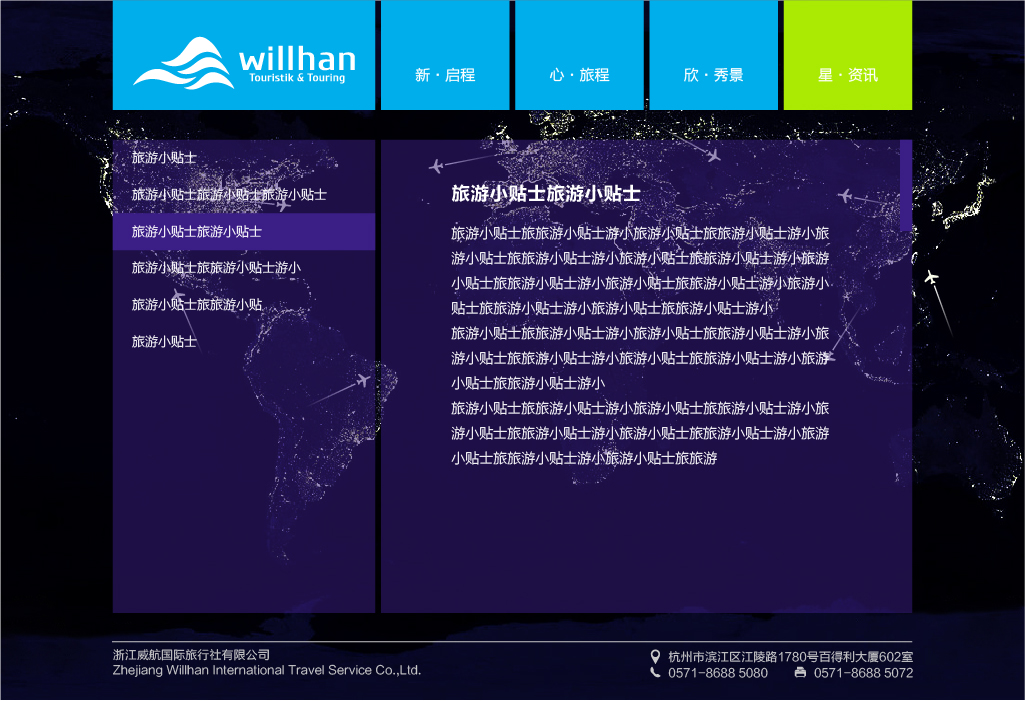 willhan
Touristik & Touring
新·启程
心·旅程
欣·秀景
星·资讯
旅游小贴士
旅游小贴士旅游小贴士旅游小贴士
旅游小贴士旅游小贴士
旅游小贴士旅旅游小贴士游小
旅游小贴士旅旅游小贴
旅游小贴士
旅游小贴士旅游小贴士
旅游小贴士旅旅游小贴士游小旅游小贴士旅旅游小贴士游小旅
游小贴士旅旅游小贴士游小旅游小贴士旅旅游小贴士游小旅游
小贴士旅旅游小贴士游小旅游小贴士旅旅游小贴士游小旅游小
贴士旅旅游小贴士游小旅游小贴士旅旅游小贴士游小
旅游小贴士旅旅游小贴士游小旅游小贴士旅旅游小贴士游小旅
游小贴士旅旅游小贴士游小旅游小贴士旅旅游小贴士游小旅游
小贴士旅旅游小贴士游小
旅游小贴士旅旅游小贴士游小旅游小贴士旅旅游小贴士游小旅
游小贴士旅旅游小贴士游小旅游小贴士旅旅游小贴士游小旅游
小贴士旅旅游小贴士游小旅游小贴士旅旅游
浙江威航国际旅行社有限公司
Zhejiang Willhan International Travel Service Co.,Ltd.
杭州市滨江区江陵路1780号百得利大厦602室
0571-8688 5080 0571-8688 5072